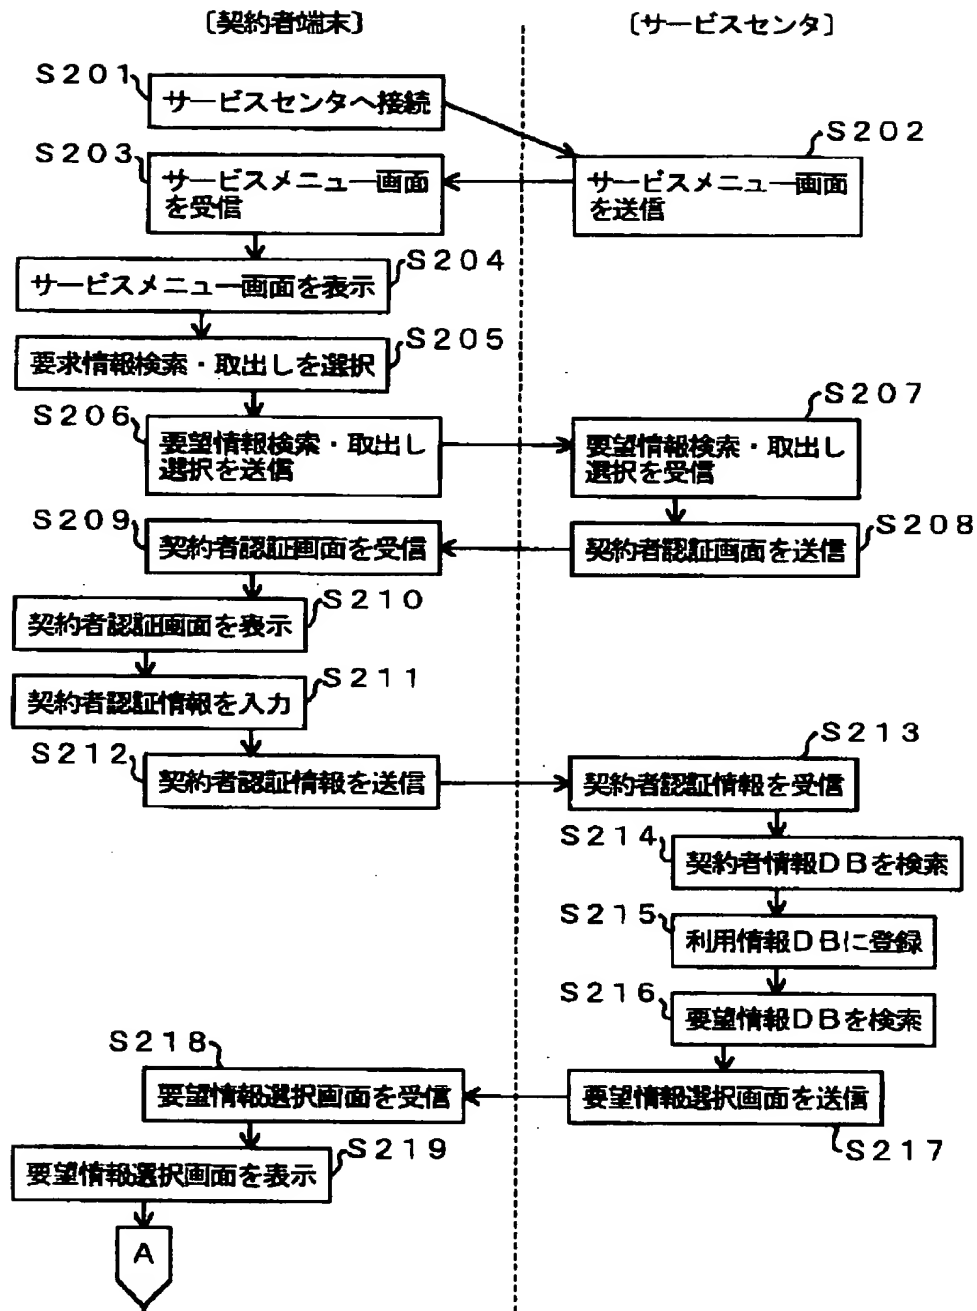 〔契約者端末〕
〔サービスセンタ〕
S201
サービスセンタへ接続
S202
サービスメニュー画面
を送信
S203
サービスメニュー画面
を受信
S204
サービスメニュー画面を表示
S205
要求情報検索・取出しを選択
S206
要望情報検索・取出し
選択を送信
S207
要望情報検索・取出し
選択を受信
S208
契約者認証画面を送信
S209
契約者認証画面を受信
S210
契約者認証画面を表示
S211
契約者認証情報を入力
S212
契約者認証情報を送信
S213
契約者認証情報を受信
S214
契約者情報DBを検索
S215
利用情報DBに登録
S216
要望情報DBを検索
要望情報選択画面を送信
S217
S218
要望情報選択画面を受信
S219
要望情報選択画面を表示
A